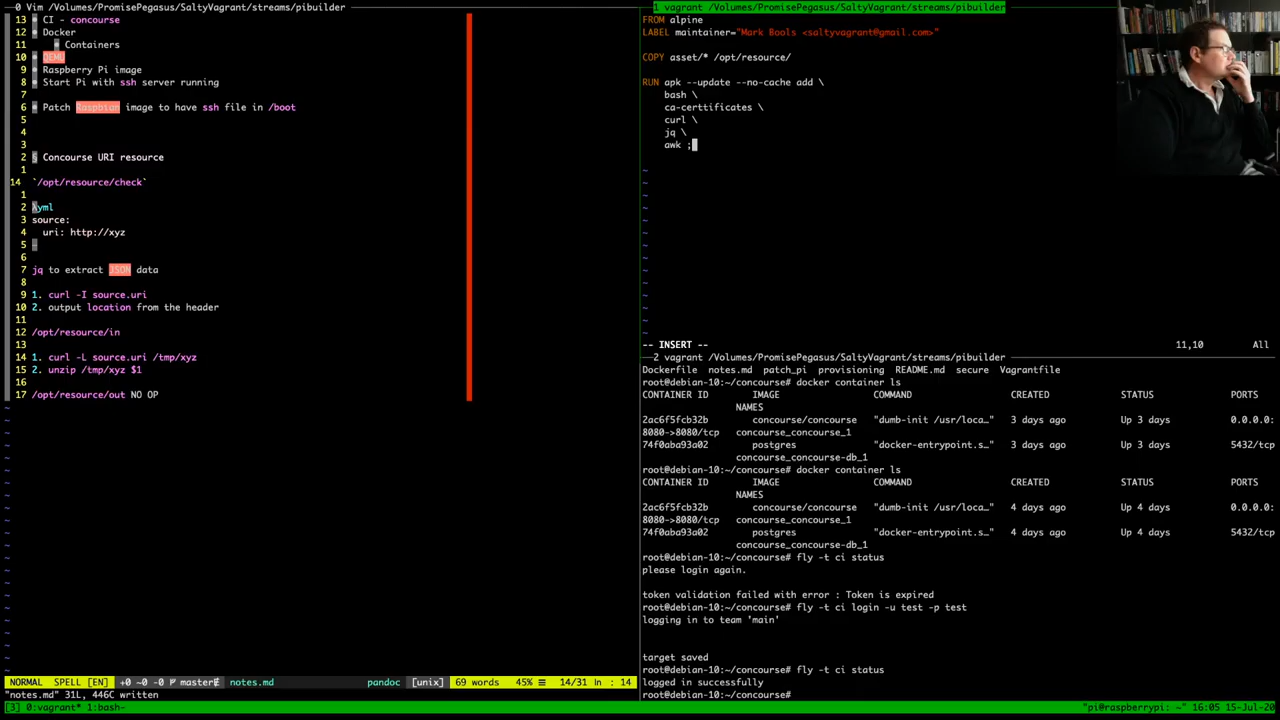 0 Vim /Volumes/PromisePegasus/SaltyVagrant/streams/pibuilder
13 CI - concourse
12 Docker
11 Containers
10 QEMU
9 Raspberry Pi image
8 Start Pi with ssh server running
7
6 Patch Raspbian image to have ssh file in /boot
5
4
3
2 § Concourse URI resource
1
14 `/opt/resource/check`
1
2 λyml
3 source:
4 uri: http://xyz
5
6
7 jq to extract JSON data
8
9 1. curl -I source.uri
10 2. output location from the header
11
12 /opt/resource/in
13
14 1. curl -L source.uri /tmp/xyz
15 2. unzip /tmp/xyz $1
16
17 /opt/resource/out NO OP
~
NORMAL SPELL [EN] +0 ~0 -0 master notes.md pandoc [unix] 69 words 45% 14/31 ln : 14
"notes.md" 31L, 446C written
1 vagrant /Volumes/PromisePegasus/SaltyVagrant/streams/pibuilder
FROM alpine
LABEL maintainer="Mark Bools <saltyvagrant@gmail.com>"
COPY asset/* /opt/resource/
RUN apk --update --no-cache add \
bash \
ca-certtificates \
curl \
jq \
awk ;
~
-- INSERT -- 11,10 All
2 vagrant /Volumes/PromisePegasus/SaltyVagrant/streams/pibuilder
Dockerfile notes.md patch_pi provisioning README.md secure Vagrantfile
root@debian-10:~/concourse# docker container ls
CONTAINER ID IMAGE COMMAND CREATED STATUS PORTS
NAMES
2ac6f5fcb32b concourse/concourse "dumb-init /usr/loca…" 3 days ago Up 3 days 0.0.0.0:
8080->8080/tcp concourse_concourse_1
74f0aba93a02 postgres "docker-entrypoint.s…" 3 days ago Up 3 days 5432/tcp
concourse_concourse-db_1
root@debian-10:~/concourse# docker container ls
CONTAINER ID IMAGE COMMAND CREATED STATUS PORTS
NAMES
2ac6f5fcb32b concourse/concourse "dumb-init /usr/loca…" 4 days ago Up 4 days 0.0.0.0:
8080->8080/tcp concourse_concourse_1
74f0aba93a02 postgres "docker-entrypoint.s…" 4 days ago Up 4 days 5432/tcp
concourse_concourse-db_1
root@debian-10:~/concourse# fly -t ci status
please login again.
token validation failed with error : Token is expired
root@debian-10:~/concourse# fly -t ci login -u test -p test
logging in to team 'main'
target saved
root@debian-10:~/concourse# fly -t ci status
logged in successfully
root@debian-10:~/concourse#
[3] 0:vagrant* 1:bash- "pi@raspberrypi: ~" 16:05 15-Jul-20